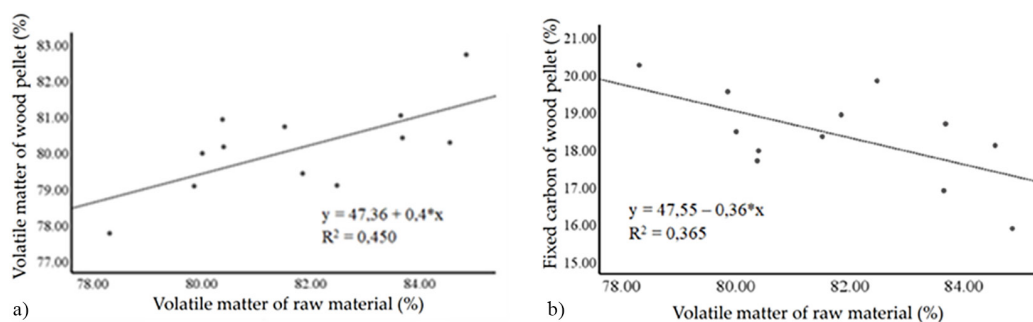 Volatile matter of wood pellet (%)
83.00
82.00
81.00
80.00
79.00
78.00
77.00
y = 47,36 + 0,4*x
R² = 0,450
78.00 80.00 82.00 84.00
a) Volatile matter of raw material (%)
Fixed carbon of wood pellet (%)
21.00
20.00
19.00
18.00
17.00
16.00
15.00
y = 47,55 – 0,36*x
R² = 0,365
78.00 80.00 82.00 84.00
b) Volatile matter of raw material (%)